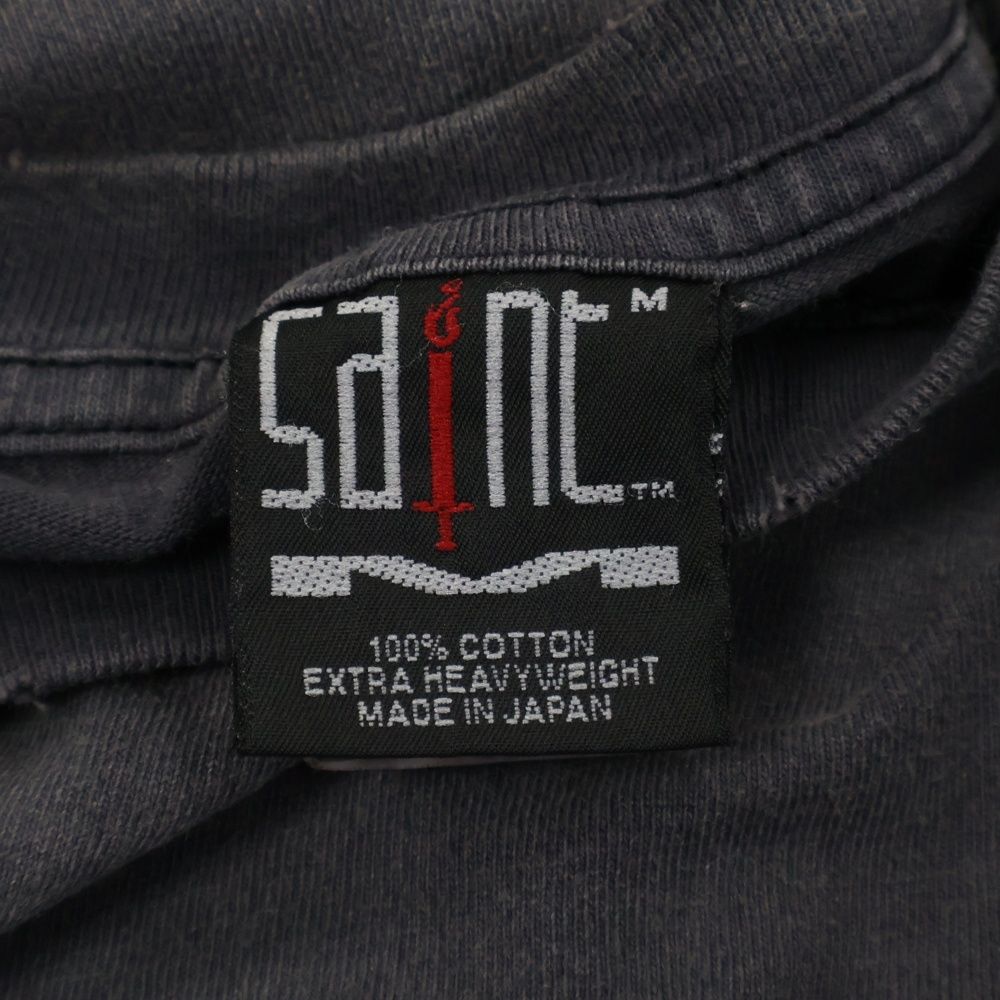 SaiNt M
TM
100% COTTON
EXTRA HEAVYWEIGHT
MADE IN JAPAN